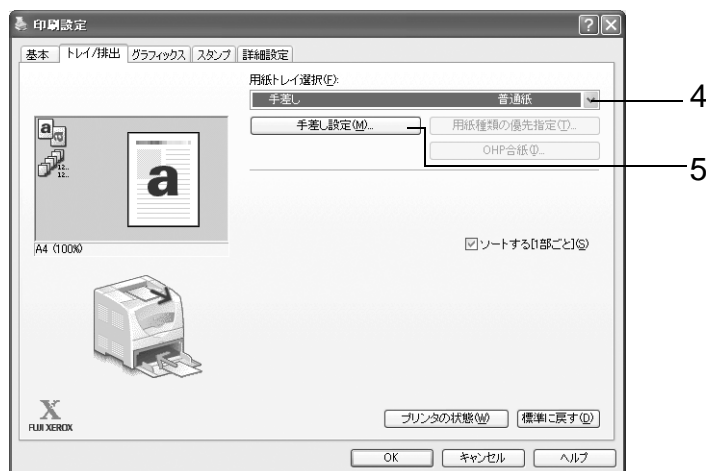 印刷設定
基本 トレイ/排出 グラフィックス スタンプ 詳細設定
用紙トレイ選択(F):
手差し 普通紙
4
手差し設定(M)... 用紙種類の優先指定(T)...
5
OHP合紙(I)...
a
a
12..
12..
a
A4 (100%)
ソートする[1部ごと](S)
X
FUJI XEROX
プリンタの状態(W) 標準に戻す(D)
OK キャンセル ヘルプ